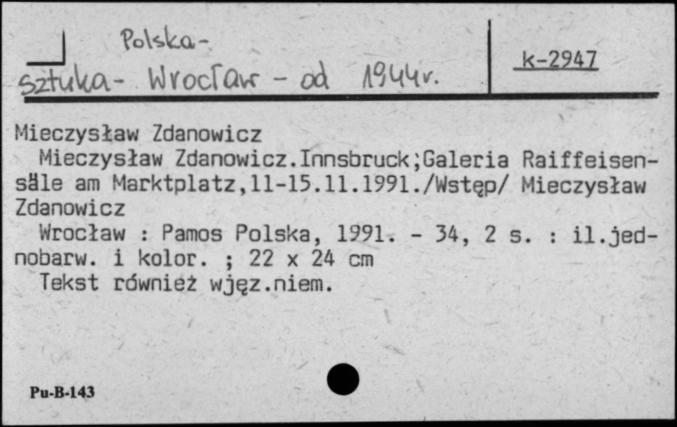 Polska-
sztuka- Wrocław - od 1944r.
k-2947
Mieczysław Zdanowicz
Mieczysław Zdanowicz.Innsbruck;Galeria Raiffeisen-
säle am Marktplatz,11-15.11.1991./Wstęp/ Mieczysław
Zdanowicz
Wrocław : Pamos Polska, 1991. - 34, 2 s. : il.jed-
nobarw. i kolor. ; 22 x 24 cm
Tekst również wjęz.niem.
Pu-B-143